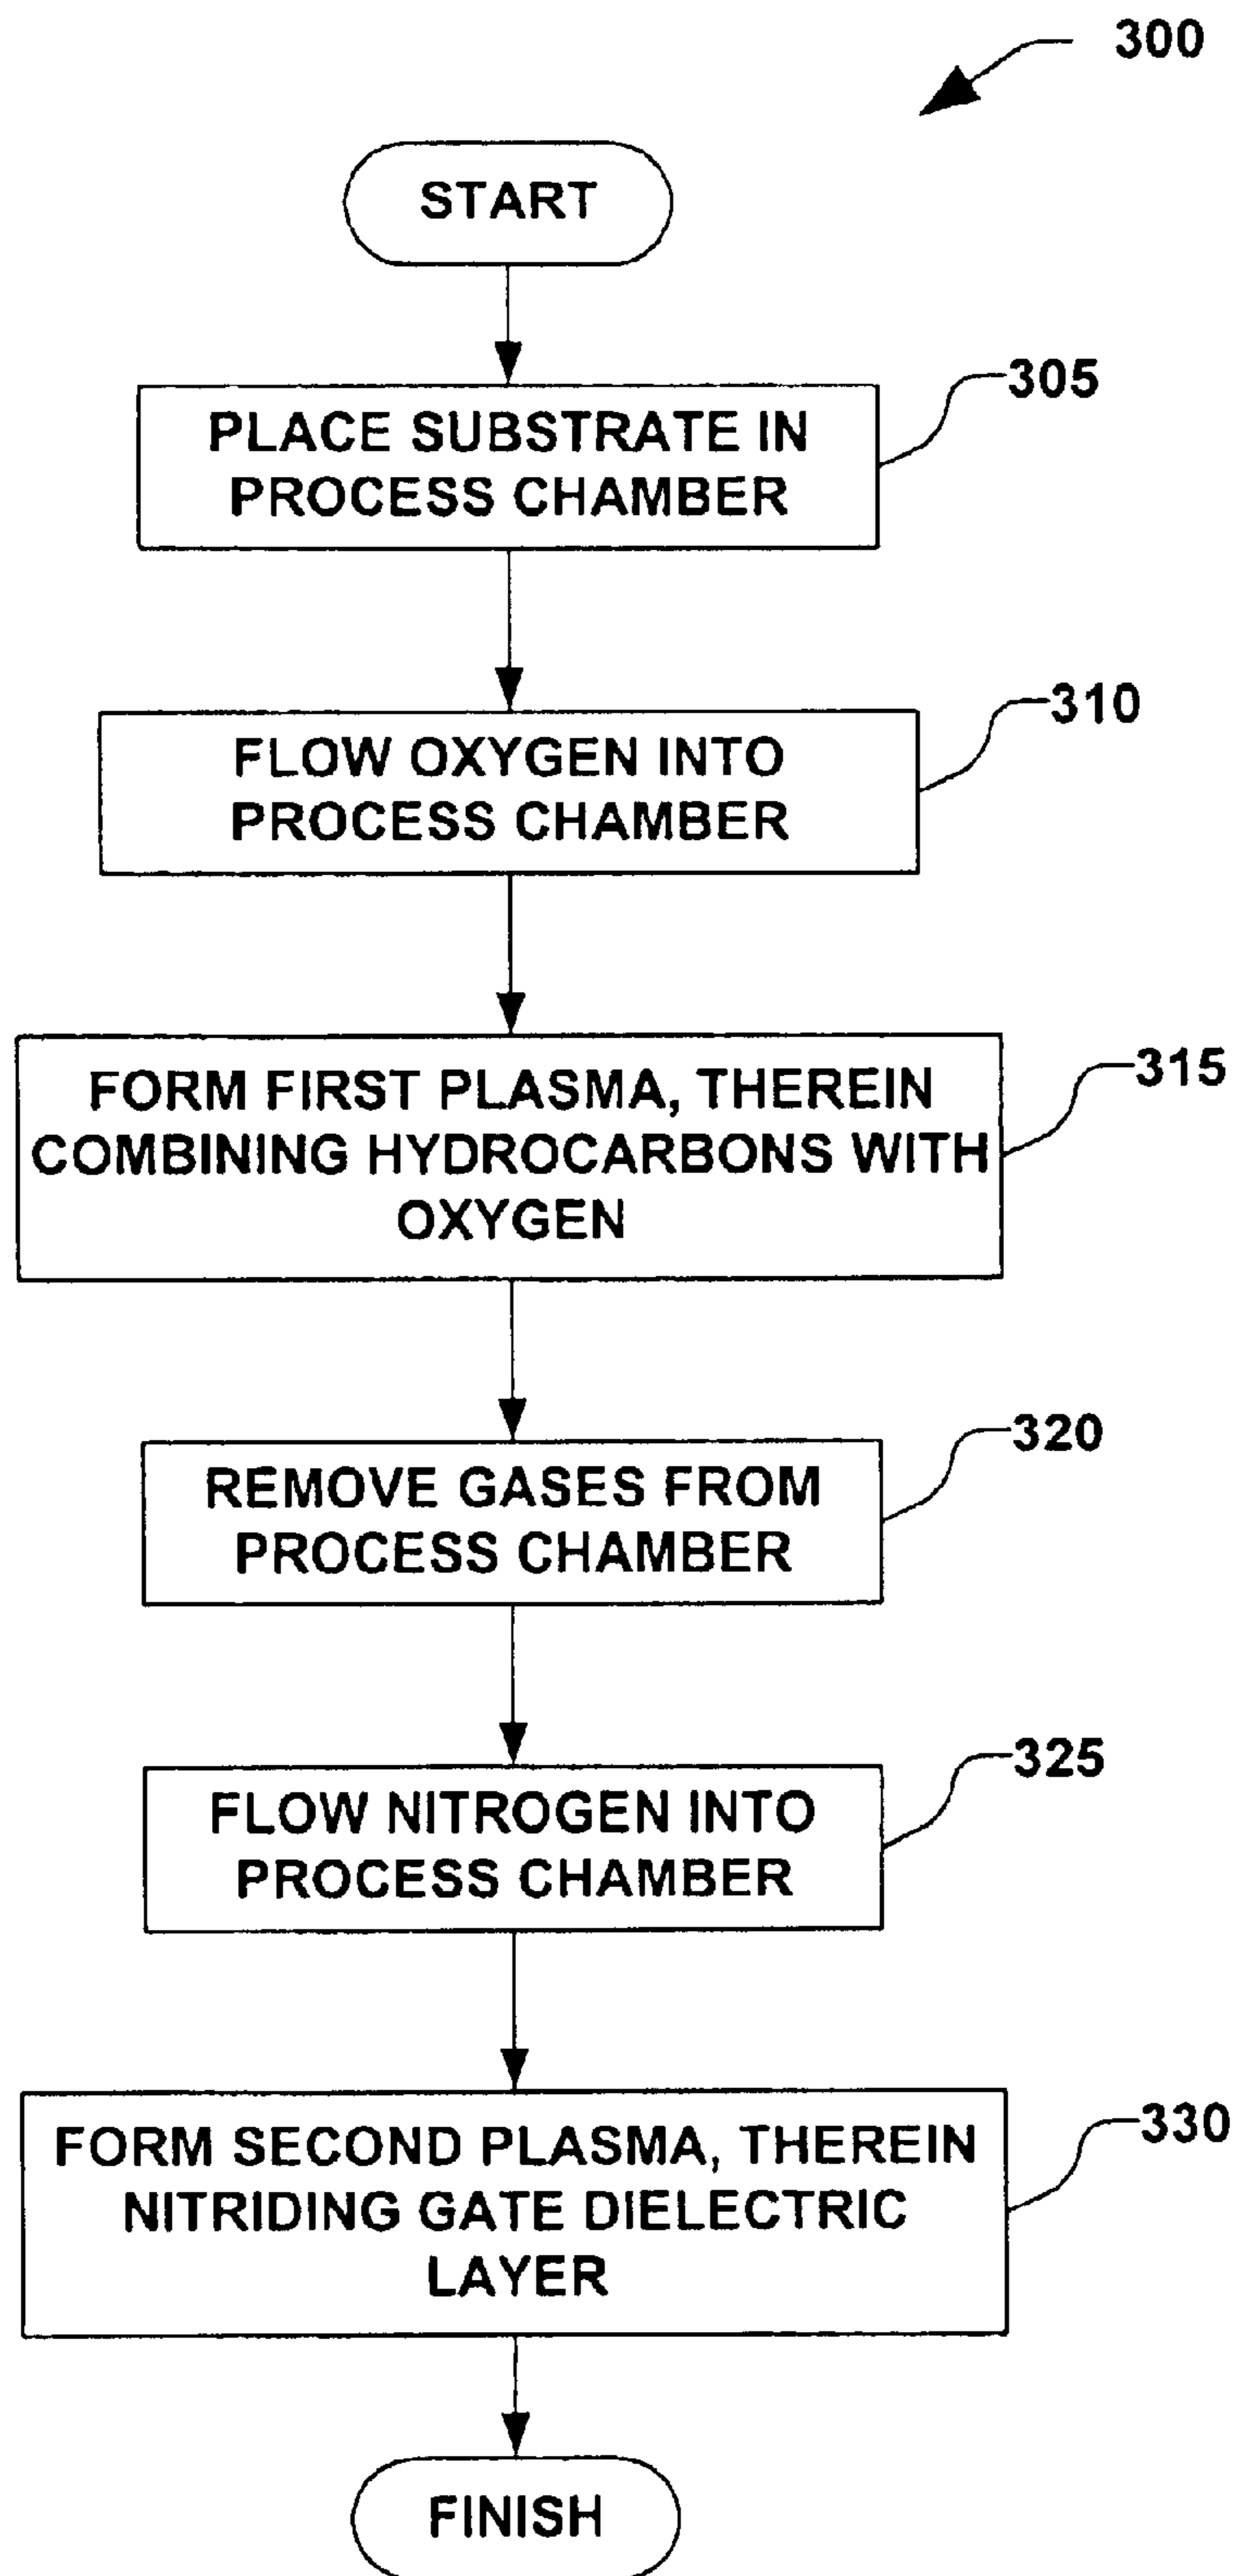 300
START
305
PLACE SUBSTRATE IN
PROCESS CHAMBER
310
FLOW OXYGEN INTO
PROCESS CHAMBER
315
FORM FIRST PLASMA, THEREIN
COMBINING HYDROCARBONS WITH
OXYGEN
320
REMOVE GASES FROM
PROCESS CHAMBER
325
FLOW NITROGEN INTO
PROCESS CHAMBER
330
FORM SECOND PLASMA, THEREIN
NITRIDING GATE DIELECTRIC
LAYER
FINISH